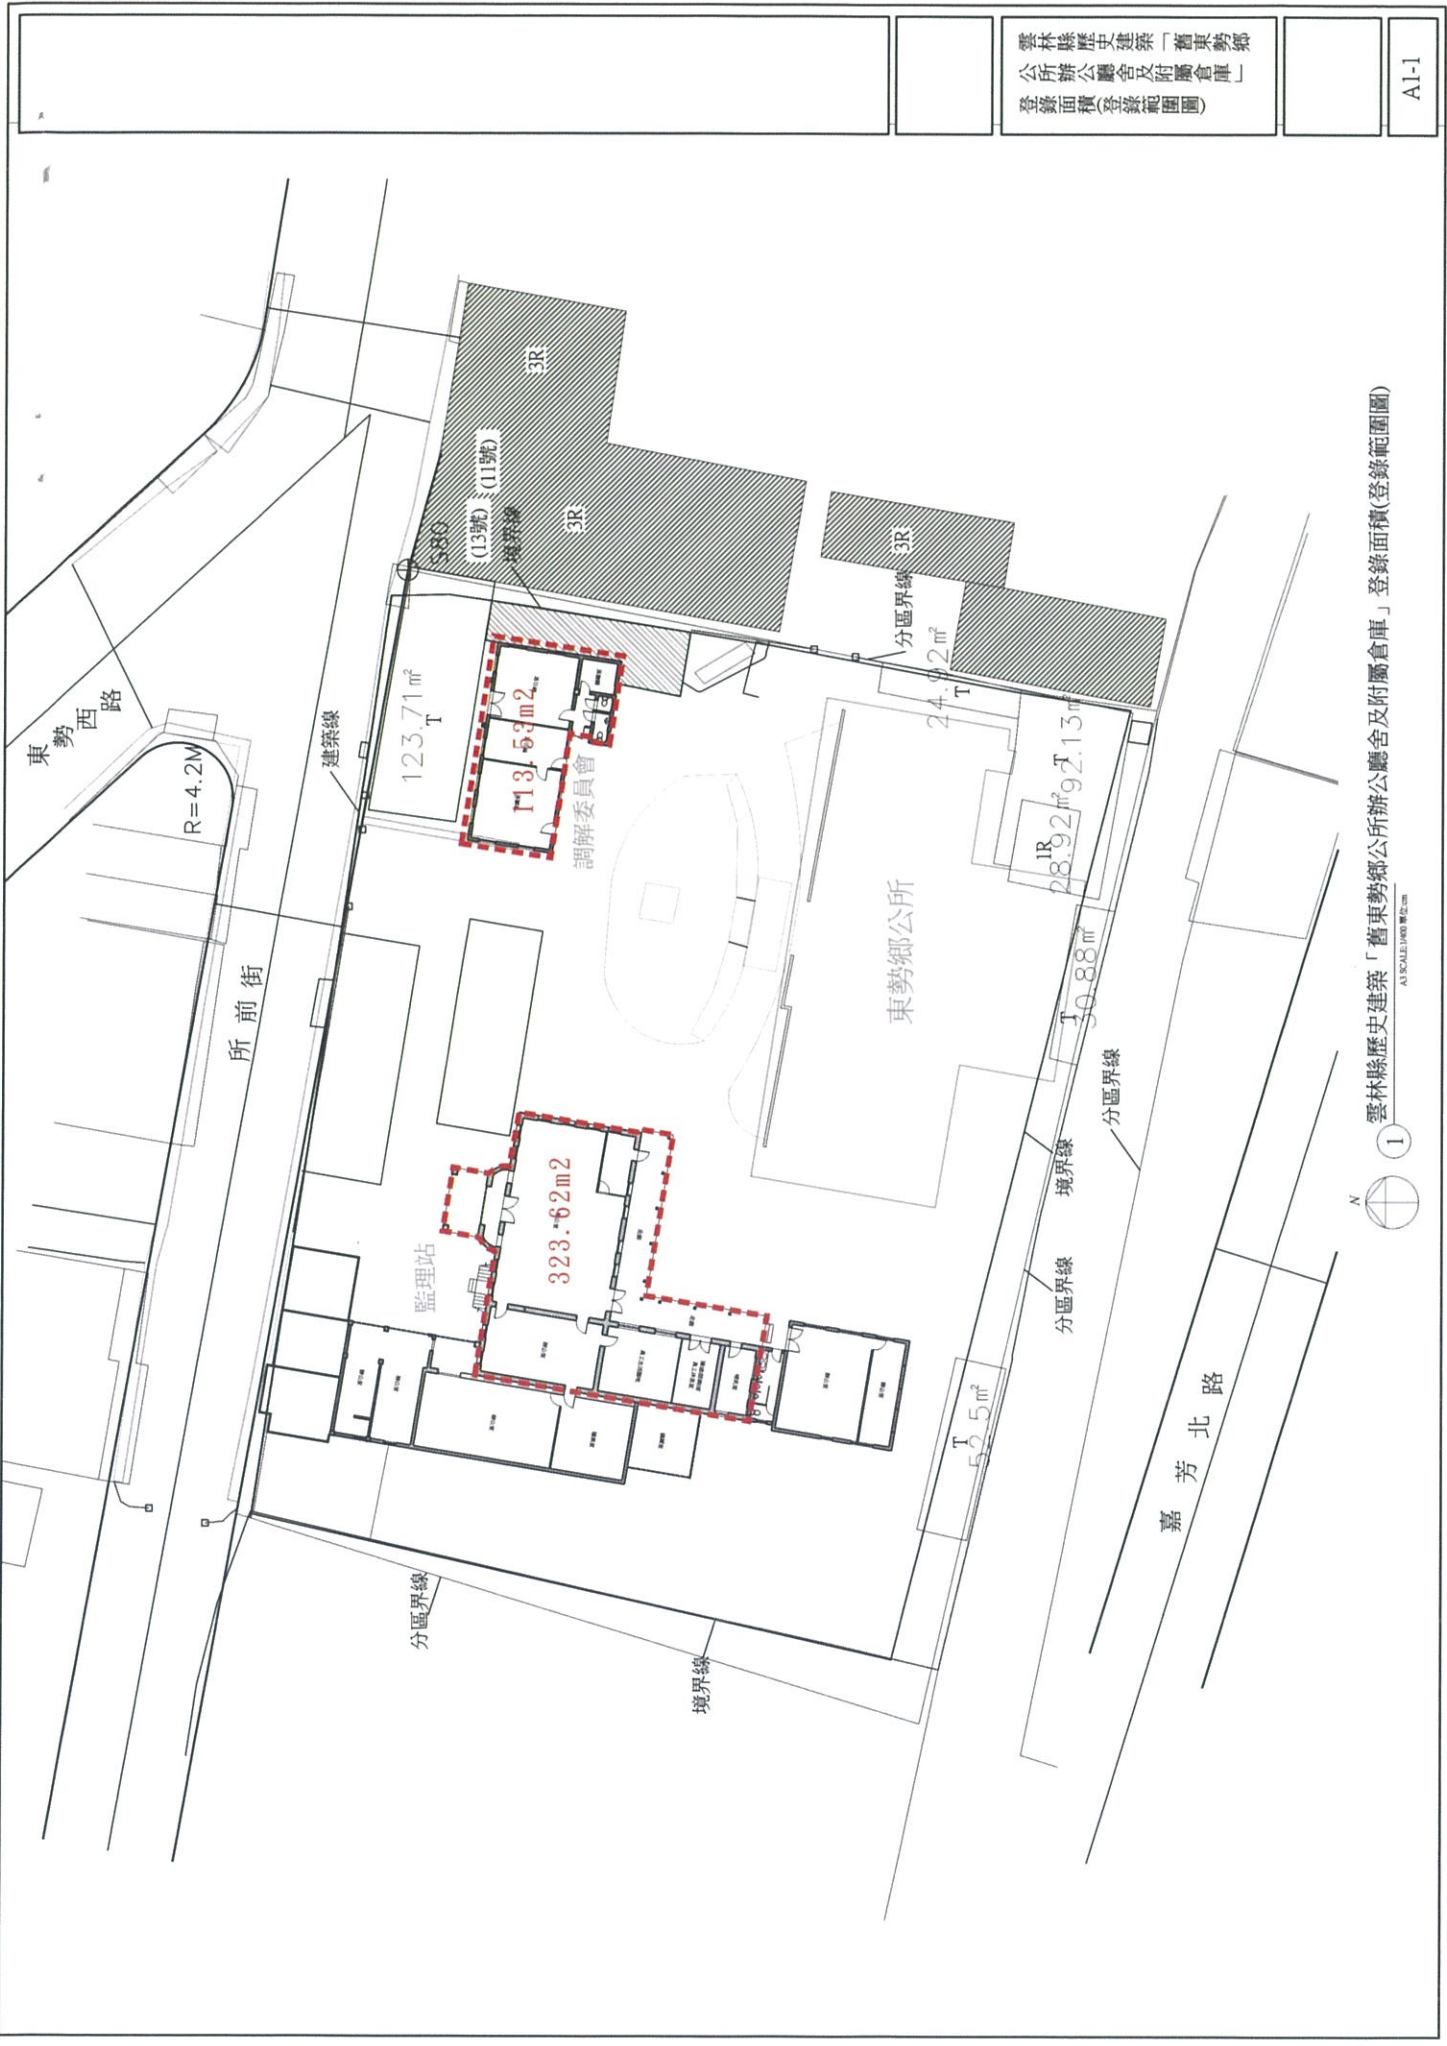 東勢西路
R=4.2M
所前街
建築線
123.71㎡
T
S80
(13號)
(11號)
境界線
3R
3R
3R
分區界線
24.92㎡
T
113.53m2
調解委員會
監理站
323.62m2
東勢鄉公所
1R
28.92㎡
T
92.13㎡
T
30.88㎡
境界線
分區界線
分區界線
T
52.5㎡
分區界線
境界線
嘉芳北路
N
1
雲林縣歷史建築「舊東勢鄉公所辦公廳舍及附屬倉庫」登錄面積(登錄範圍圖)
A3 SCALE:1/400 單位:cm
雲林縣歷史建築「舊東勢鄉
公所辦公廳舍及附屬倉庫」
登錄面積(登錄範圍圖)
A1-1